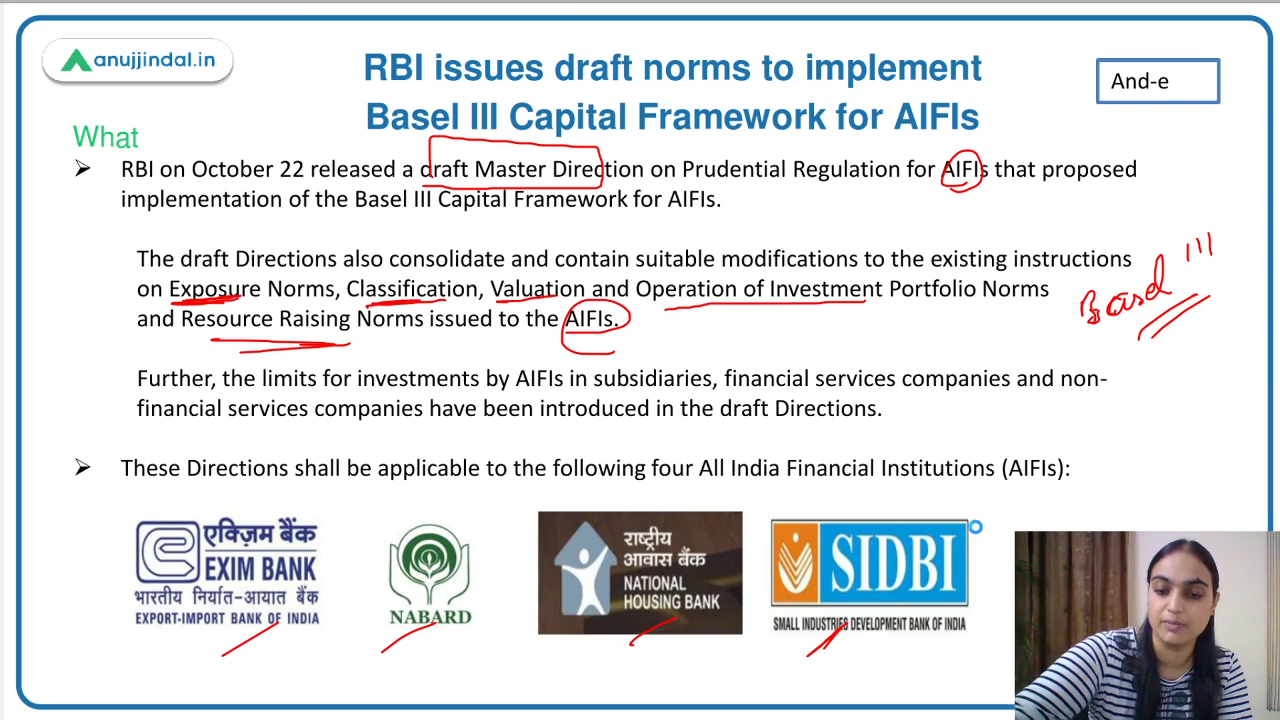 anujjindal.in
RBI issues draft norms to implement
Basel III Capital Framework for AIFIs
And-e
What
➢ RBI on October 22 released a draft Master Direction on Prudential Regulation for AIFIs that proposed
implementation of the Basel III Capital Framework for AIFIs.
The draft Directions also consolidate and contain suitable modifications to the existing instructions
on Exposure Norms, Classification, Valuation and Operation of Investment Portfolio Norms
and Resource Raising Norms issued to the AIFIs.
Basel III
Further, the limits for investments by AIFIs in subsidiaries, financial services companies and non-
financial services companies have been introduced in the draft Directions.
➢ These Directions shall be applicable to the following four All India Financial Institutions (AIFIs):
एक्ज़िम बैंक
EXIM BANK
भारतीय निर्यात-आयात बैंक
EXPORT-IMPORT BANK OF INDIA
NABARD
राष्ट्रीय
आवास बैंक
NATIONAL
HOUSING BANK
SIDBI
SMALL INDUSTRIES DEVELOPMENT BANK OF INDIA